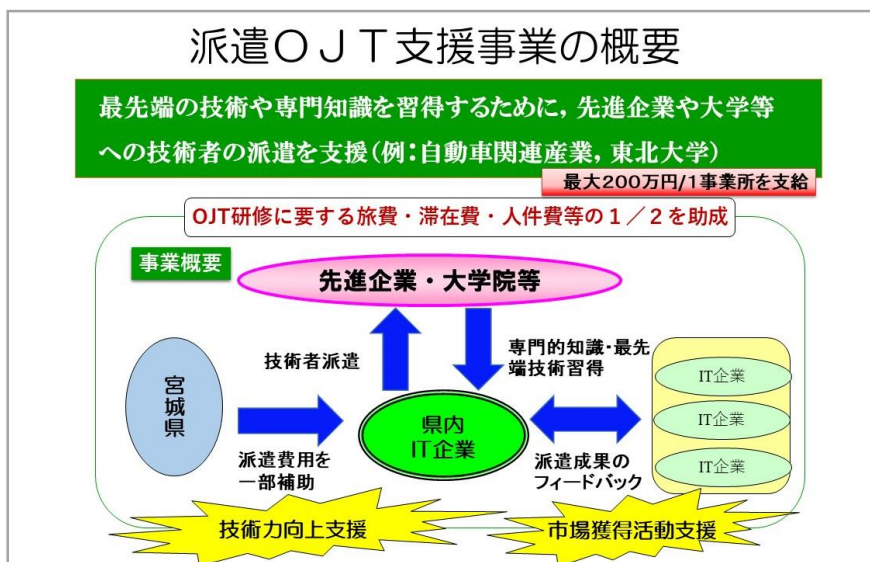 派遣ＯＪＴ支援事業の概要
最先端の技術や専門知識を習得するために，先進企業や大学等
への技術者の派遣を支援（例：自動車関連産業，東北大学）
最大200万円/1事業所を支給
OJT研修に要する旅費・滞在費・人件費等の１／２を助成
事業概要
先進企業・大学院等
技術者派遣
専門的知識・最先
端技術習得
宮城県
県内
IT企業
IT企業
IT企業
IT企業
派遣費用を
一部補助
派遣成果の
フィードバック
技術力向上支援
市場獲得活動支援